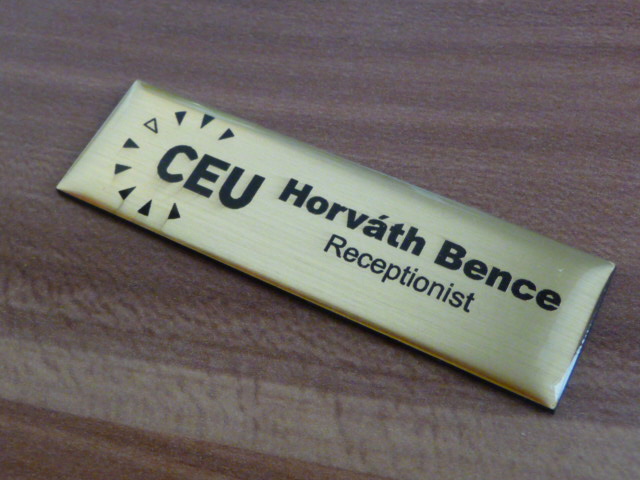 CEU
Horváth Bence
Receptionist